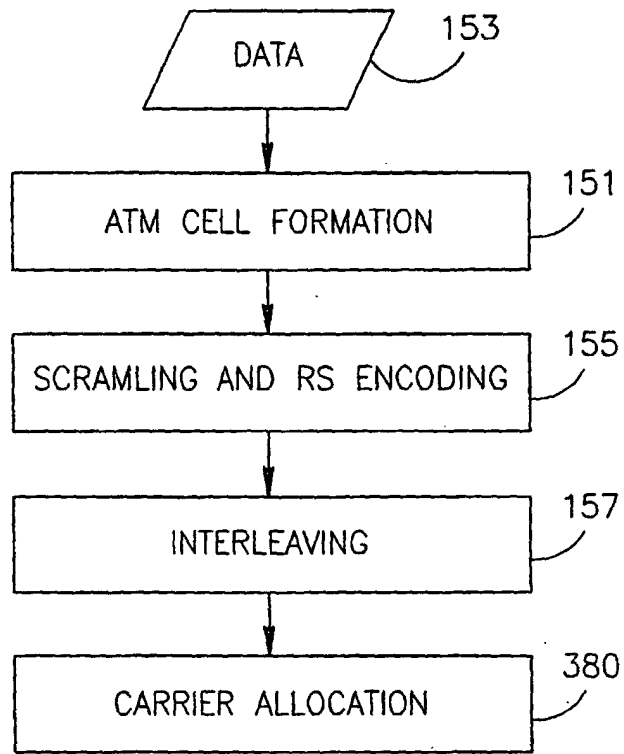 DATA
153
ATM CELL FORMATION
151
SCRAMLING AND RS ENCODING
155
INTERLEAVING
157
CARRIER ALLOCATION
380